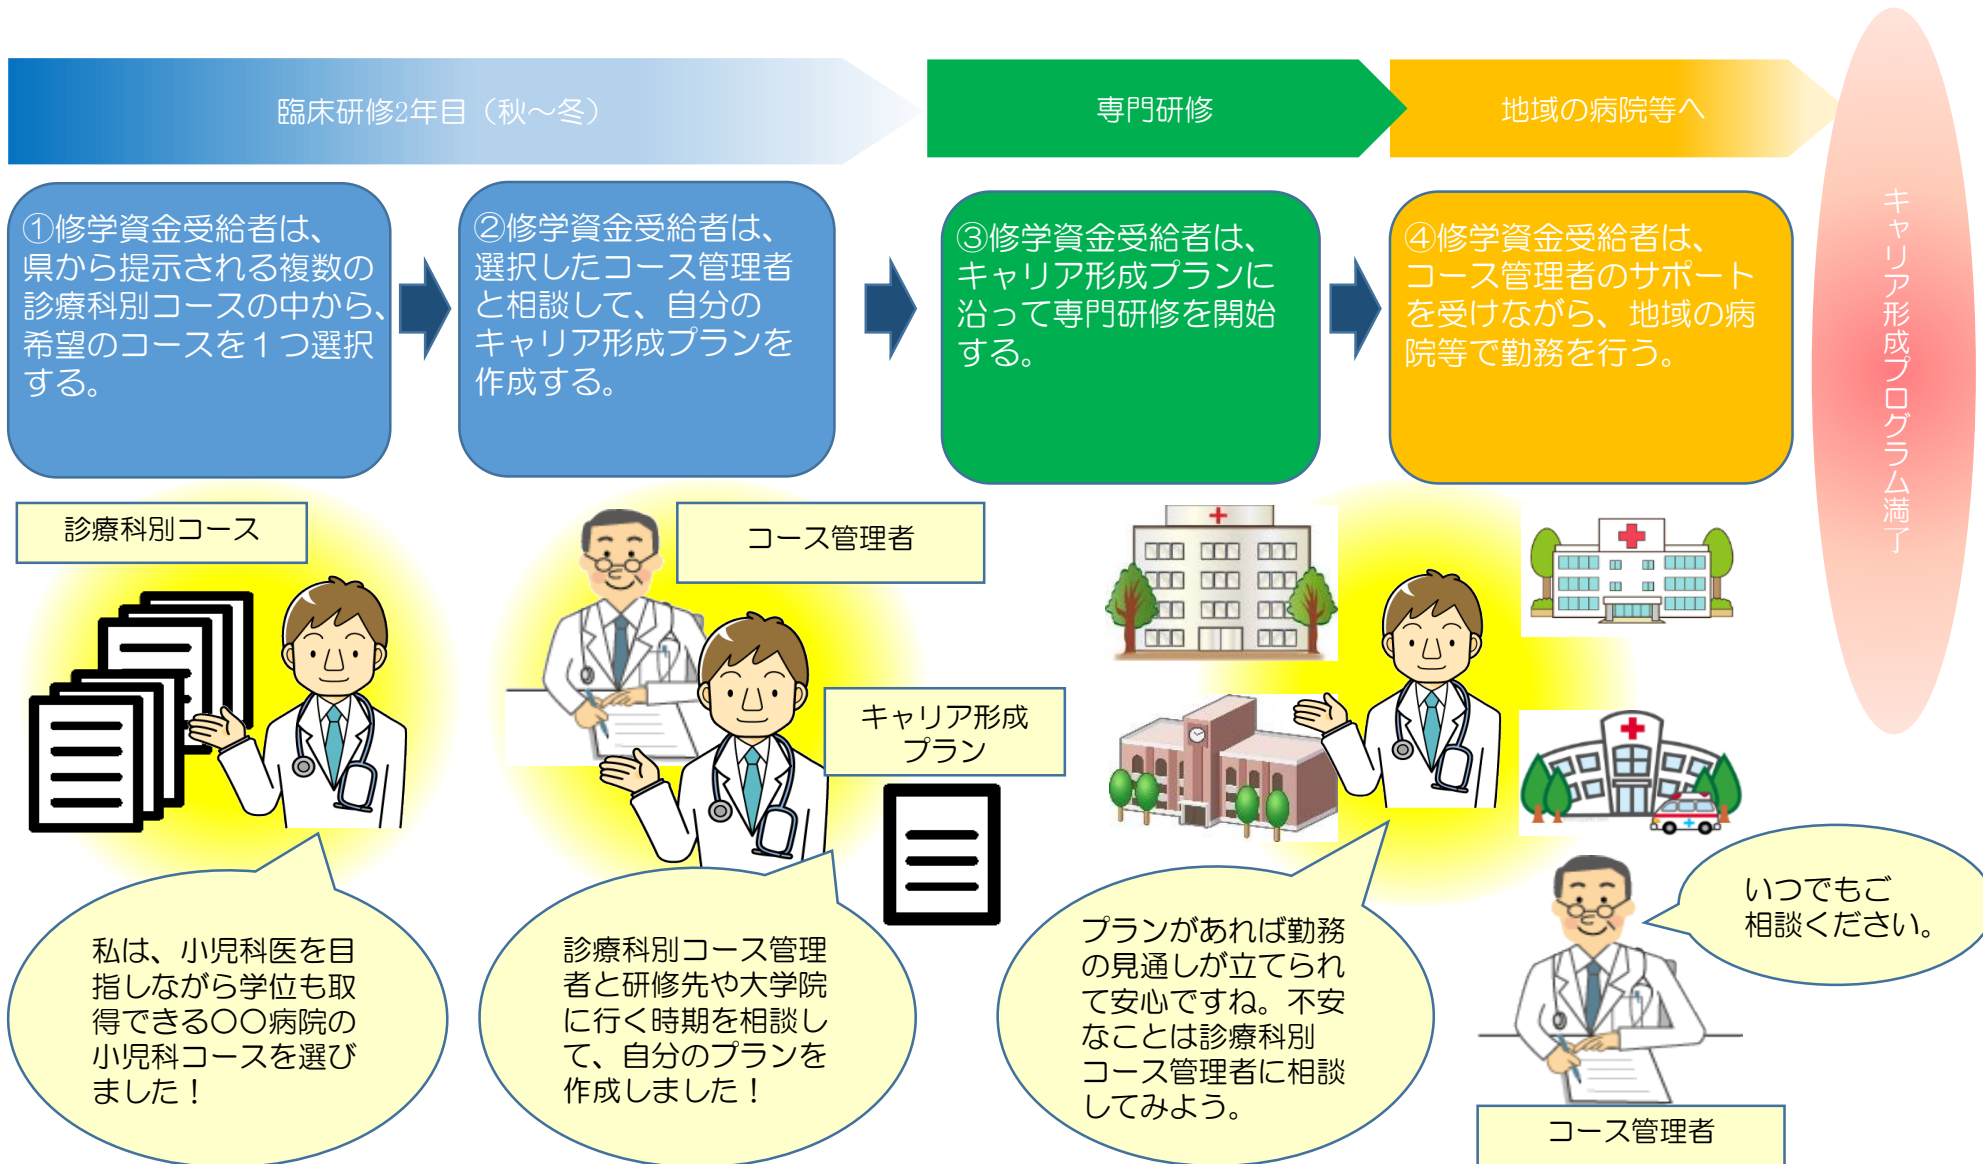 臨床研修2年目（秋～冬）
専門研修
地域の病院等へ
①修学資金受給者は、
県から提示される複数の
診療科別コースの中から、
希望のコースを１つ選択
する。
②修学資金受給者は、
選択したコース管理者
と相談して、自分の
キャリア形成プランを
作成する。
③修学資金受給者は、
キャリア形成プランに
沿って専門研修を開始
する。
④修学資金受給者は、
コース管理者のサポート
を受けながら、地域の病
院等で勤務を行う。
キャリア形成プログラム満了
診療科別コース
コース管理者
キャリア形成
プラン
私は、小児科医を目
指しながら学位も取
得できる〇〇病院の
小児科コースを選び
ました！
診療科別コース管理
者と研修先や大学院
に行く時期を相談し
て、自分のプランを
作成しました！
プランがあれば勤務
の見通しが立てられ
て安心ですね。不安
なことは診療科別
コース管理者に相談
してみよう。
いつでもご
相談ください。
コース管理者